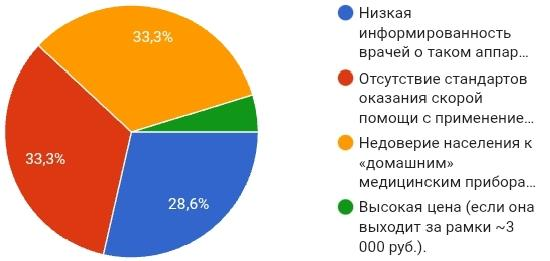 33,3%
33,3%
28,6%
Низкая
информированность
врачей о таком аппар...
Отсутствие стандартов
оказания скорой
помощи с применение...
Недоверие населения к
«домашним»
медицинским прибора...
Высокая цена (если она
выходит за рамки ~3
000 руб.).